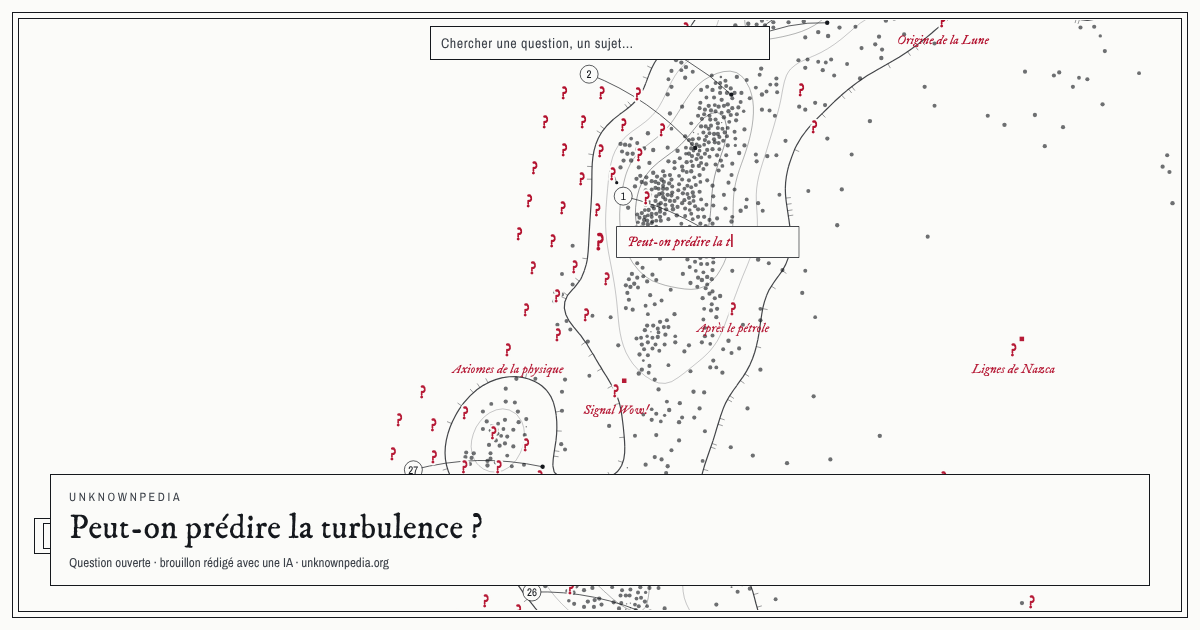 Chercher une question, un sujet...
Origine de la Lune
2
1
Peut-on prédire la t
Après le pétrole
Axiomes de la physique
Lignes de Nazca
Signal Wow!
27
UNKNOWNPEDIA
Peut-on prédire la turbulence ?
Question ouverte · brouillon rédigé avec une IA · unknownpedia.org
26